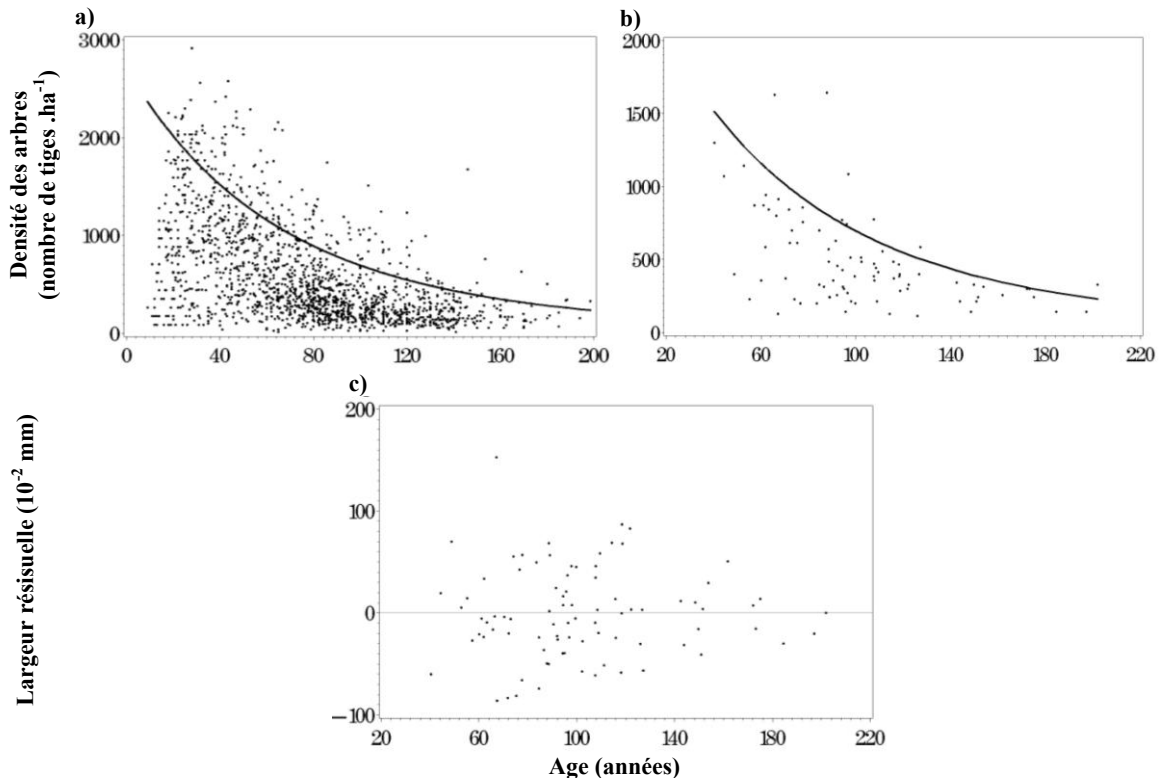 a)
b)
Densité des arbres
(nombre de tiges .ha-1)
3000
2000
1000
0
0 40 80 120 160 200
2000
1500
1000
500
0
20 60 100 140 180 220
c)
Largeur résisuelle (10-2 mm)
200
100
0
−100
20 60 100 140 180 220
Age (années)